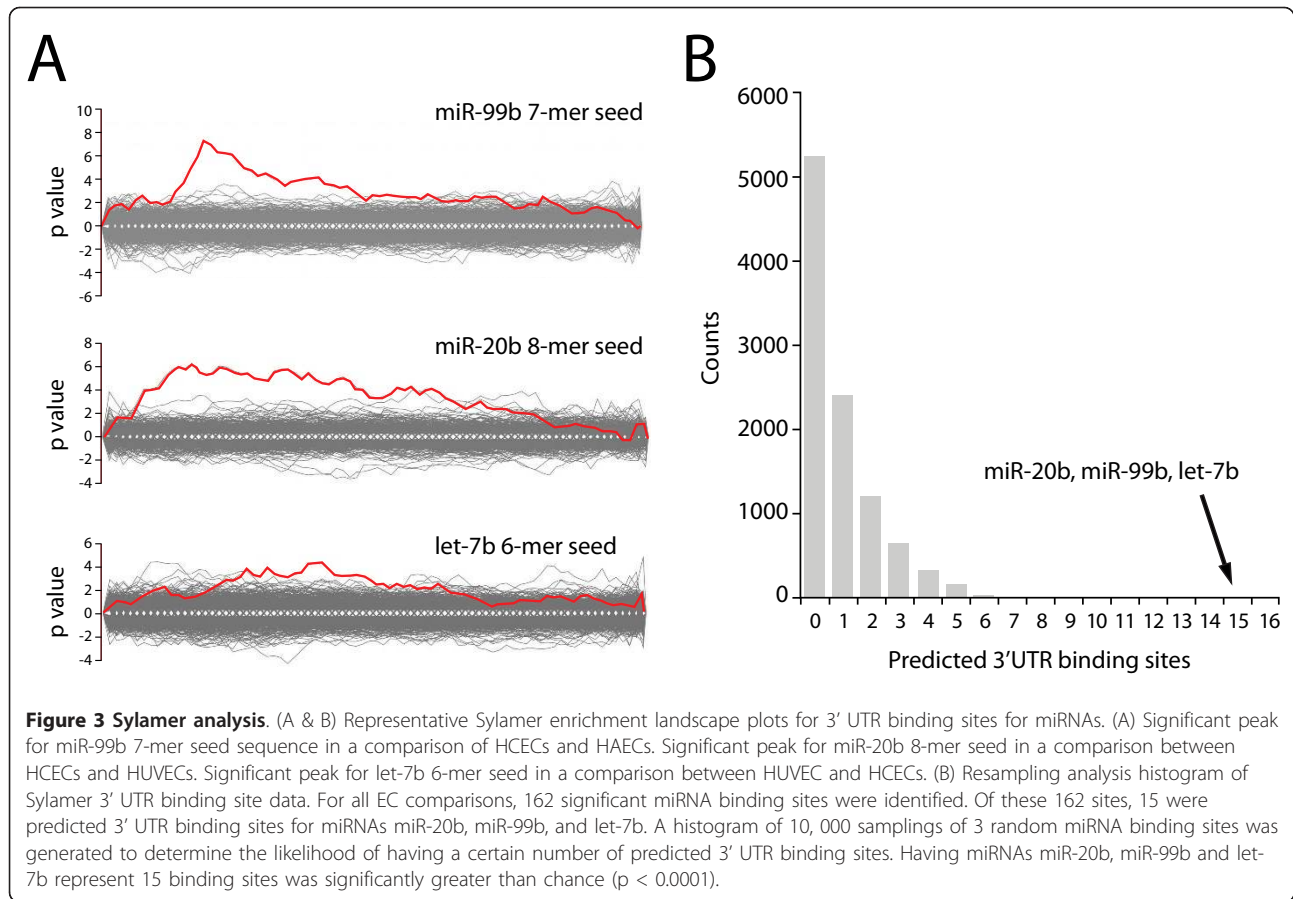 A
miR-99b 7-mer seed
p value
10
8
6
4
2
0
-2
-4
-6
miR-20b 8-mer seed
p value
8
6
4
2
0
-2
-4
let-7b 6-mer seed
p value
6
4
2
0
-2
-4
B
Counts
6000
5000
4000
3000
2000
1000
0
miR-20b, miR-99b, let-7b
0 1 2 3 4 5 6 7 8 9 10 11 12 13 14 15 16
Predicted 3'UTR binding sites
Figure 3 Sylamer analysis. (A & B) Representative Sylamer enrichment landscape plots for 3' UTR binding sites for miRNAs. (A) Significant peak
for miR-99b 7-mer seed sequence in a comparison of HCECs and HAECs. Significant peak for miR-20b 8-mer seed in a comparison between
HCECs and HUVECs. Significant peak for let-7b 6-mer seed in a comparison between HUVEC and HCECs. (B) Resampling analysis histogram of
Sylamer 3' UTR binding site data. For all EC comparisons, 162 significant miRNA binding sites were identified. Of these 162 sites, 15 were
predicted 3' UTR binding sites for miRNAs miR-20b, miR-99b, and let-7b. A histogram of 10, 000 samplings of 3 random miRNA binding sites was
generated to determine the likelihood of having a certain number of predicted 3' UTR binding sites. Having miRNAs miR-20b, miR-99b and let-
7b represent 15 binding sites was significantly greater than chance (p < 0.0001).